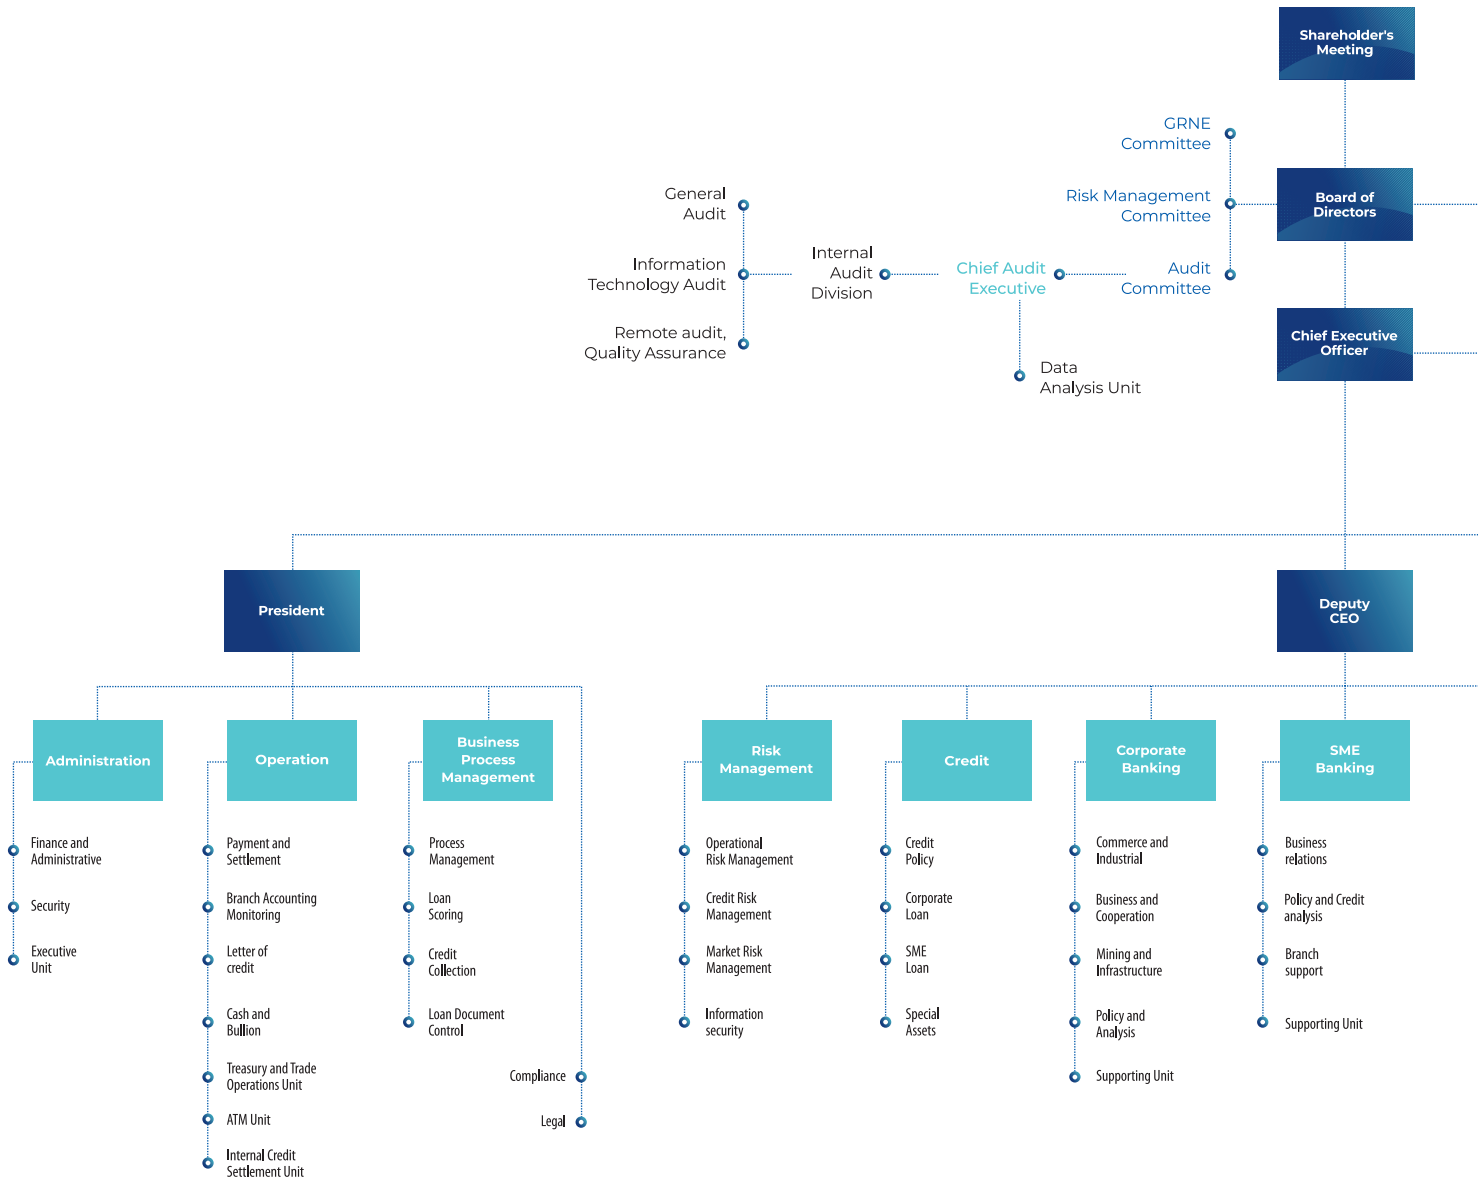 Shareholder's
Meeting
GRNE
Committee
Risk Management
Committee
Board of
Directors
General
Audit
Information
Technology Audit
Internal
Audit
Division
Chief Audit
Executive
Audit
Committee
Remote audit,
Quality Assurance
Data
Analysis Unit
Chief Executive
Officer
President
Deputy
CEO
Administration
Operation
Business
Process
Management
Risk
Management
Credit
Corporate
Banking
SME
Banking
Finance and
Administrative
Security
Executive
Unit
Payment and
Settlement
Branch Accounting
Monitoring
Letter of
credit
Cash and
Bullion
Treasury and Trade
Operations Unit
ATM Unit
Internal Credit
Settlement Unit
Process
Management
Loan
Scoring
Credit
Collection
Loan Document
Control
Compliance
Legal
Operational
Risk Management
Credit Risk
Management
Market Risk
Management
Information
security
Credit
Policy
Corporate
Loan
SME
Loan
Special
Assets
Commerce and
Industrial
Business and
Cooperation
Mining and
Infrastructure
Policy and
Analysis
Supporting Unit
Business
relations
Policy and Credit
analysis
Branch
support
Supporting Unit